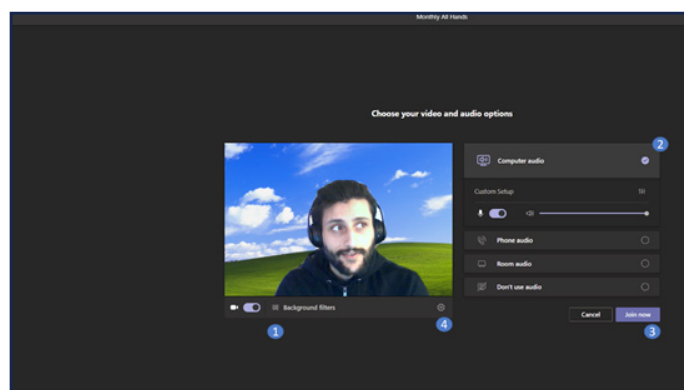 Monthly All Hands
Choose your video and audio options
2
Computer audio
Custom Setup
Phone audio
Room audio
Background filters
Don't use audio
1
4
Cancel
Join now
3